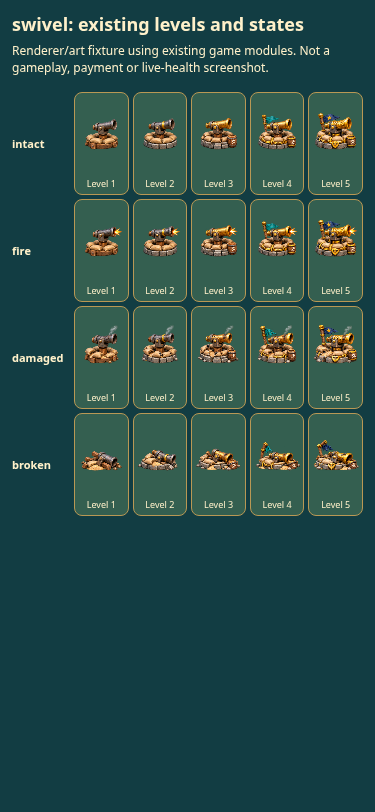 swivel: existing levels and states
Renderer/art fixture using existing game modules. Not a
gameplay, payment or live-health screenshot.
intact
Level 1
Level 2
Level 3
Level 4
Level 5
fire
Level 1
Level 2
Level 3
Level 4
Level 5
damaged
Level 1
Level 2
Level 3
Level 4
Level 5
broken
Level 1
Level 2
Level 3
Level 4
Level 5